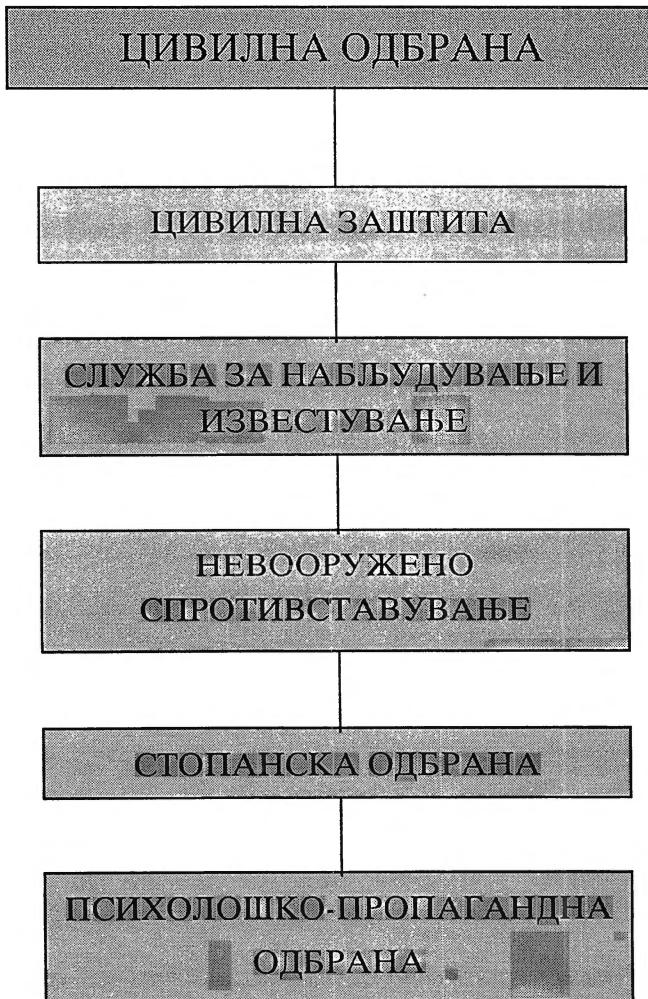 ЦИВИЛНА ОДБРАНА
ЦИВИЛНА ЗАШТИТА
СЛУЖБА ЗА НАБЉУДУВАЊЕ И
ИЗВЕСТУВАЊЕ
НЕВООРУЖЕНО
СПРОТИВСТАВУВАЊЕ
СТОПАНСКА ОДБРАНА
ПСИХОЛОШКО-ПРОПАГАНДНА
ОДБРАНА